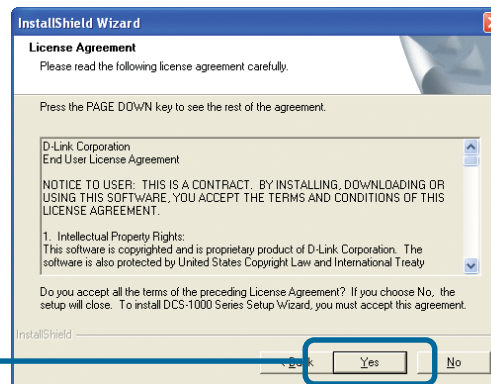 InstallShield Wizard
License Agreement
Please read the following license agreement carefully.
Press the PAGE DOWN key to see the rest of the agreement.
D-Link Corporation
End User License Agreement
NOTICE TO USER: THIS IS A CONTRACT. BY INSTALLING, DOWNLOADING OR
USING THIS SOFTWARE, YOU ACCEPT THE TERMS AND CONDITIONS OF THIS
LICENSE AGREEMENT.
1. Intellectual Property Rights:
This software is copyrighted and is proprietary product of D-Link Corporation. The
software is also protected by United States Copyright Law and International Treaty
Do you accept all the terms of the preceding License Agreement? If you choose No, the
setup will close. To install DCS-1000 Series Setup Wizard, you must accept this agreement.
InstallShield
Yes No